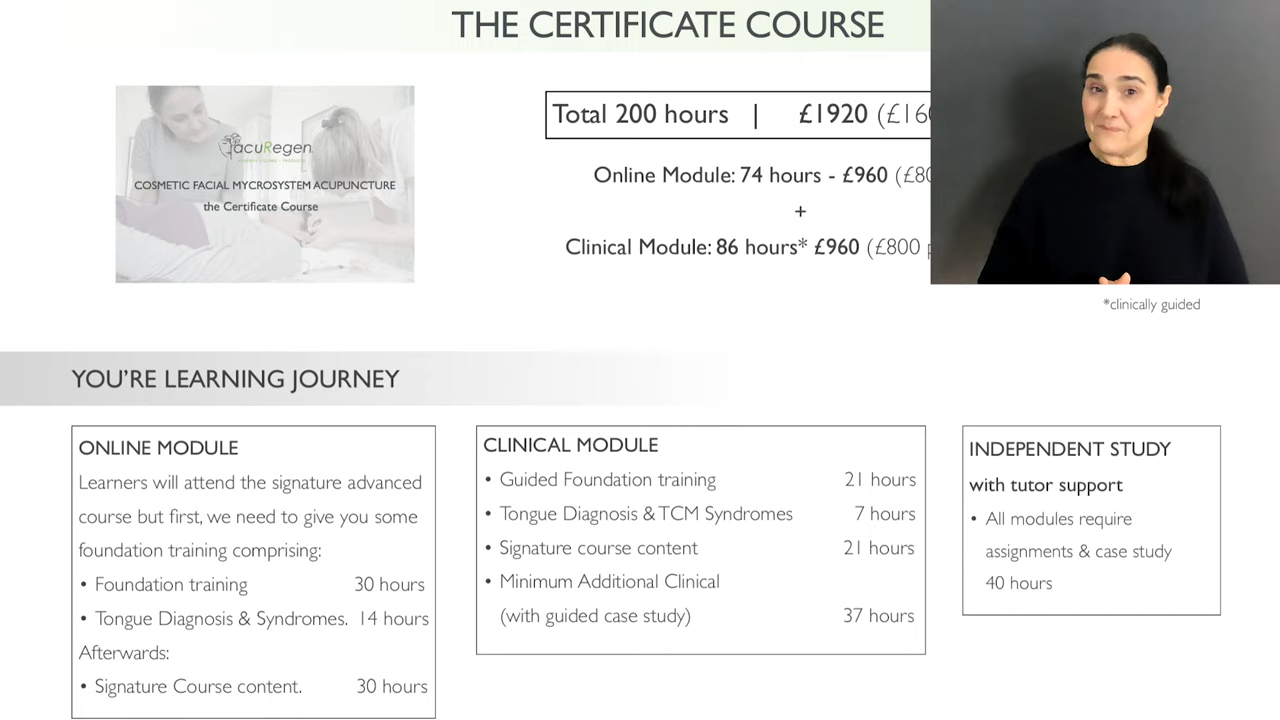 THE CERTIFICATE COURSE
acuRegen
COSMETIC FACIAL MYCROSYSTEM ACUPUNCTURE
the Certificate Course
Total 200 hours | £1920 (£160
Online Module: 74 hours - £960 (£80
+
Clinical Module: 86 hours* £960 (£800 p
*clinically guided
YOU'RE LEARNING JOURNEY
ONLINE MODULE
Learners will attend the signature advanced
course but first, we need to give you some
foundation training comprising:
• Foundation training 30 hours
• Tongue Diagnosis & Syndromes. 14 hours
Afterwards:
• Signature Course content. 30 hours
CLINICAL MODULE
• Guided Foundation training 21 hours
• Tongue Diagnosis & TCM Syndromes 7 hours
• Signature course content 21 hours
• Minimum Additional Clinical
(with guided case study) 37 hours
INDEPENDENT STUDY
with tutor support
• All modules require
assignments & case study
40 hours